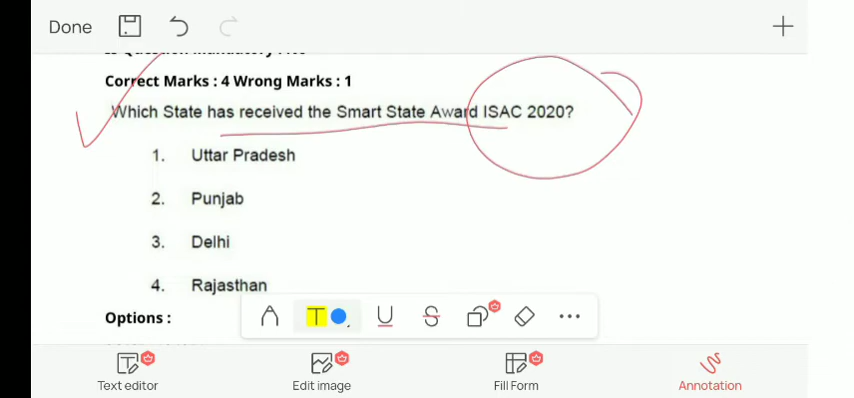 Done
Correct Marks : 4 Wrong Marks : 1
Which State has received the Smart State Award ISAC 2020?
1. Uttar Pradesh
2. Punjab
3. Delhi
4. Rajasthan
Options :
T
U
S
Text editor
Edit image
Fill Form
Annotation